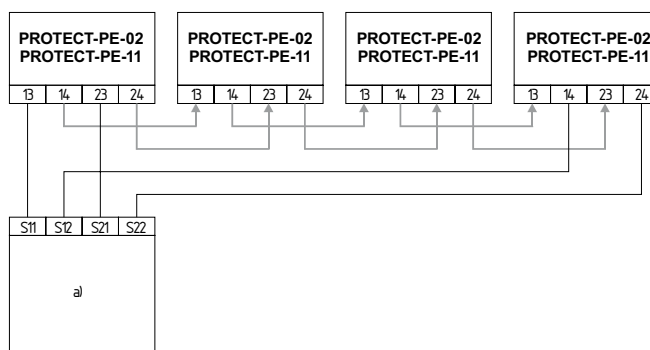 PROTECT-PE-02 PROTECT-PE-02 PROTECT-PE-02 PROTECT-PE-02
PROTECT-PE-11 PROTECT-PE-11 PROTECT-PE-11 PROTECT-PE-11
13 14 23 24 13 14 23 24 13 14 23 24 13 14 23 24
S11 S12 S21 S22
a)